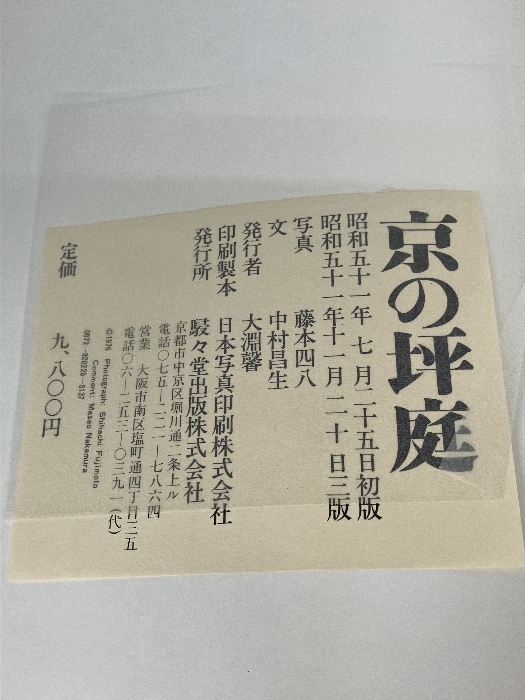 京の坪庭
昭和五十一年 七月二十五日初版
昭和五十一年十一月二十日三版
写真 藤本四八
文 中村昌生
発行者 大淵馨
印刷製本 日本写真印刷株式会社
発行所 駸々堂出版株式会社
京都市中京区堀川通二条上ル
電話〇七五―二二一―七八六四
営業 大阪市南区塩町通四丁目三五
電話〇六―二五三―〇三九一(代)
©1976 Photograph: Shihachi Fujimoto
Comment: Masao Nakamura
0072-020226-3137
定価 九、八〇〇円